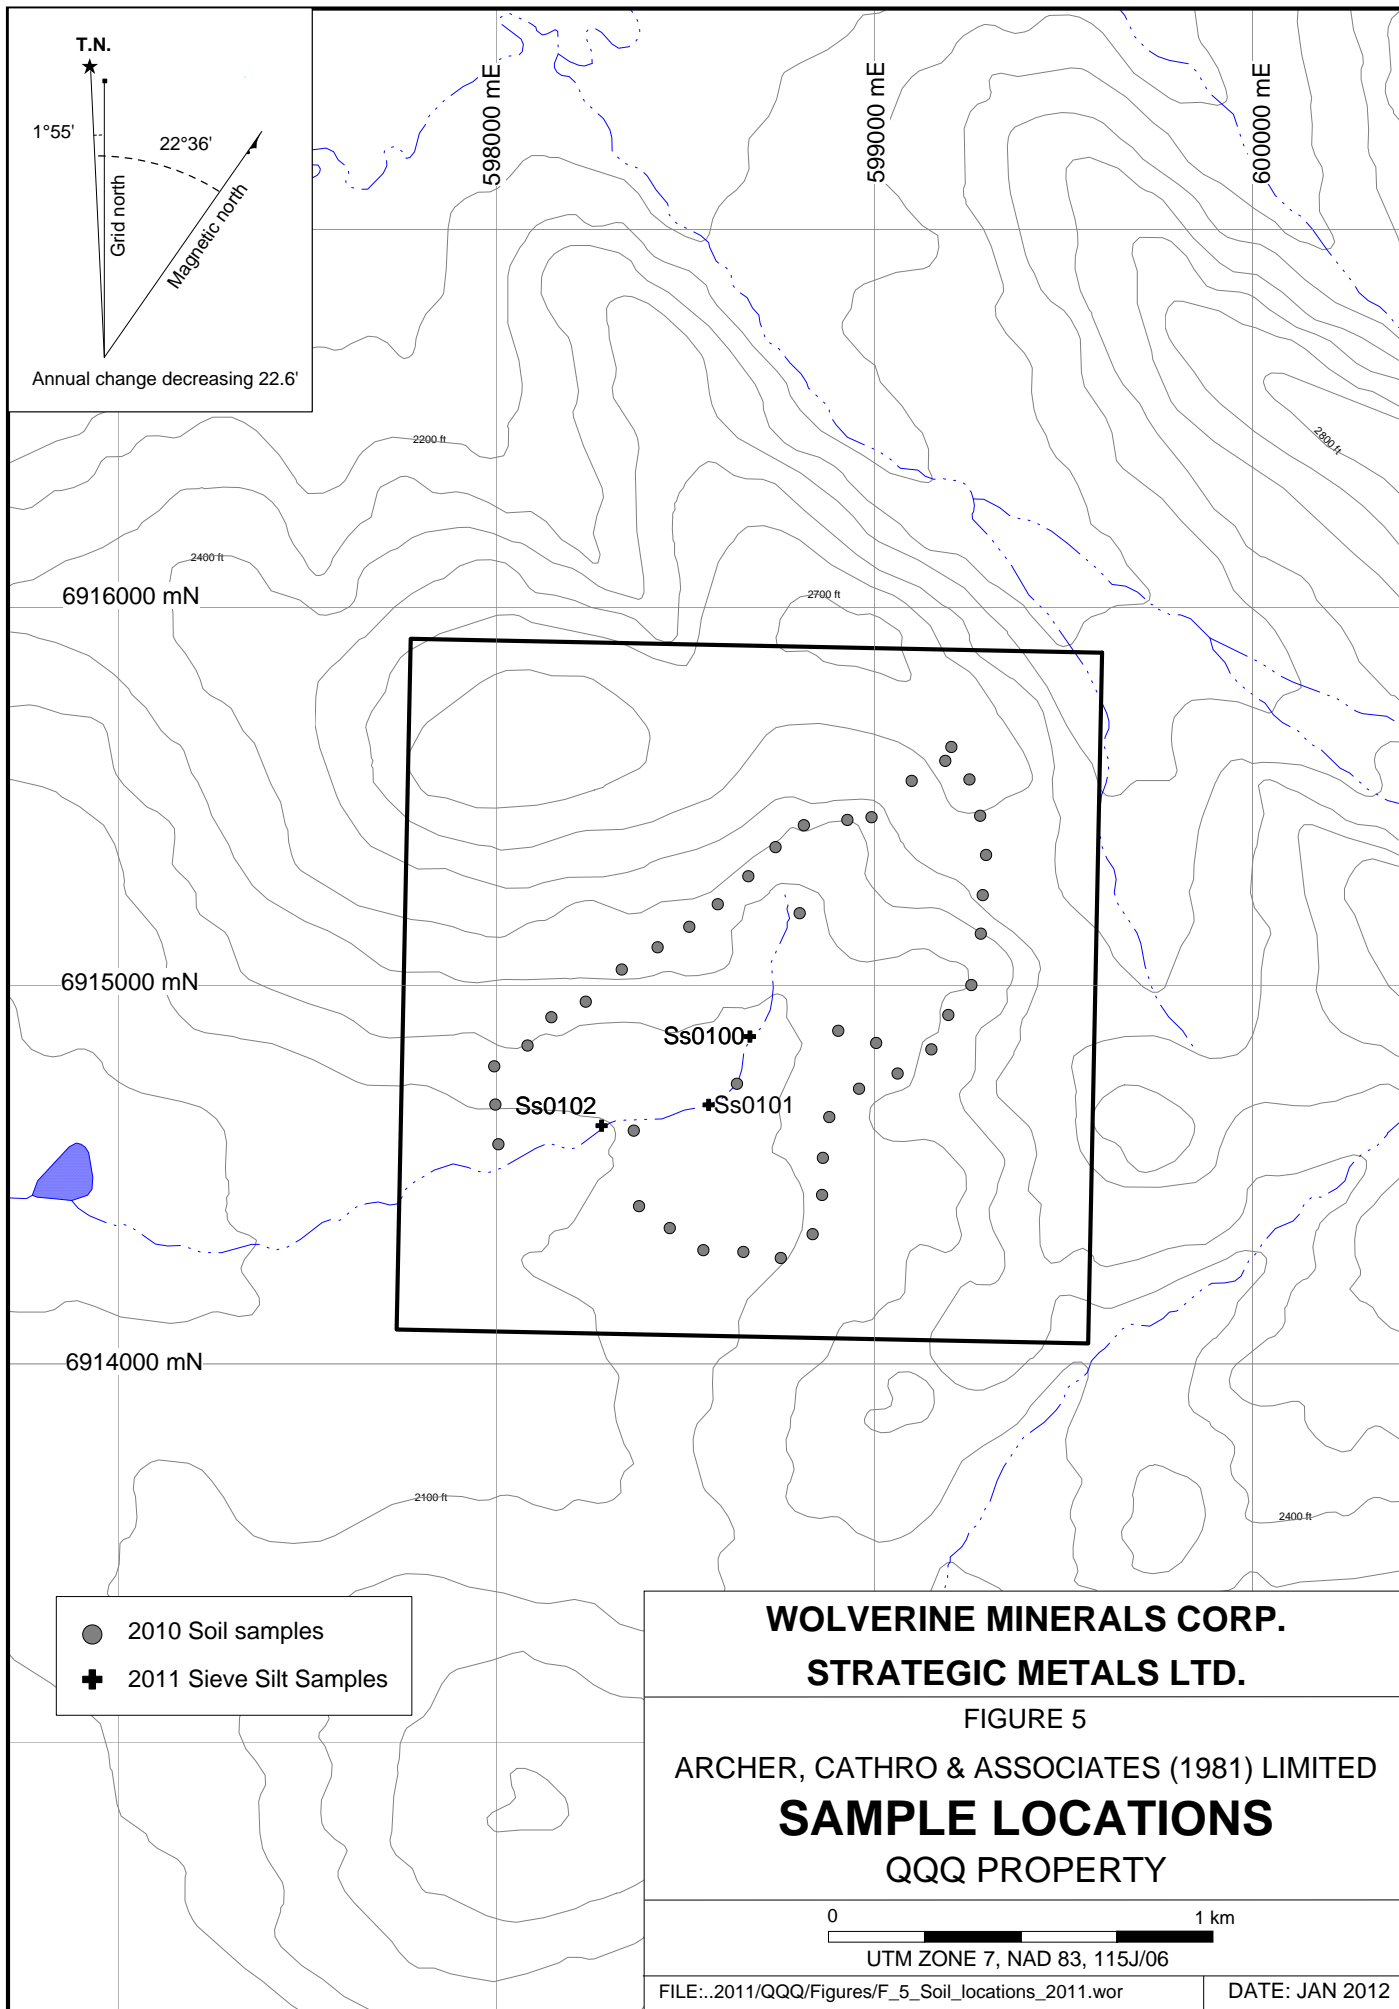 T.N.
1°55'
22°36'
Grid north
Magnetic north
Annual change decreasing 22.6'
598000 mE
599000 mE
600000 mE
2200 ft
2800 ft
2400 ft
6916000 mN
2700 ft
6915000 mN
Ss0100
Ss0102
Ss0101
6914000 mN
2100 ft
2400 ft
2010 Soil samples
2011 Sieve Silt Samples
WOLVERINE MINERALS CORP.
STRATEGIC METALS LTD.
FIGURE 5
ARCHER, CATHRO & ASSOCIATES (1981) LIMITED
SAMPLE LOCATIONS
QQQ PROPERTY
0 1 km
UTM ZONE 7, NAD 83, 115J/06
FILE:..2011/QQQ/Figures/F_5_Soil_locations_2011.wor
DATE: JAN 2012